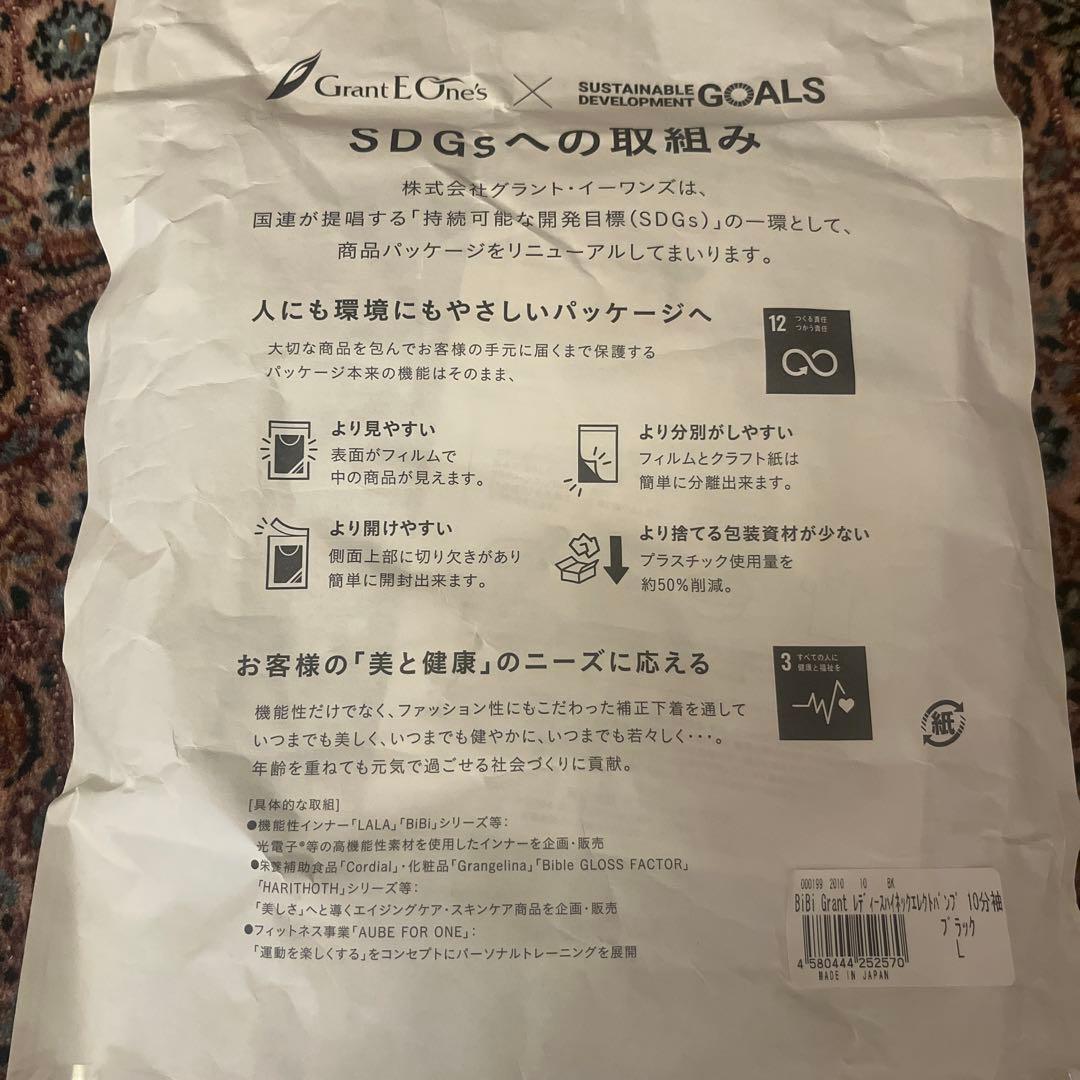 Grant E One's × SUSTAINABLE DEVELOPMENT GOALS
SDGsへの取組み
株式会社グラント・イーワンズは、
国連が提唱する「持続可能な開発目標(SDGs)」の一環として、
商品パッケージをリニューアルしてまいります。
人にも環境にもやさしいパッケージへ
大切な商品を包んでお客様の手元に届くまで保護する
パッケージ本来の機能はそのまま、
12 つくる責任
つかう責任
より見やすい
表面がフィルムで
中の商品が見えます。
より分別がしやすい
フィルムとクラフト紙は
簡単に分離出来ます。
より開けやすい
側面上部に切り欠きがあり
簡単に開封出来ます。
より捨てる包装資材が少ない
プラスチック使用量を
約50%削減。
お客様の「美と健康」のニーズに応える
3 すべての人に
健康と福祉を
機能性だけでなく、ファッション性にもこだわった補正下着を通して
いつまでも美しく、いつまでも健やかに、いつまでも若々しく・・・。
年齢を重ねても元気で過ごせる社会づくりに貢献。
紙
[具体的な取組]
●機能性インナー「LALA」「BiBi」シリーズ等:
光電子®等の高機能性素材を使用したインナーを企画・販売
●栄養補助食品「Cordial」・化粧品「Grangelina」「Bible GLOSS FACTOR」
「HARITHOTH」シリーズ等:
「美しさ」へと導くエイジングケア・スキンケア商品を企画・販売
●フィットネス事業「AUBE FOR ONE」:
「運動を楽しくする」をコンセプトにパーソナルトレーニングを展開
000199 2010 10 BK
BiBi Grant ﾚﾃﾞｨｰｽﾊｲﾈｯｸｴﾚｸﾄﾊﾟﾝﾌﾟ 10分袖
ﾌﾞﾗｯｸ
L
4 580444 252570
MADE IN JAPAN